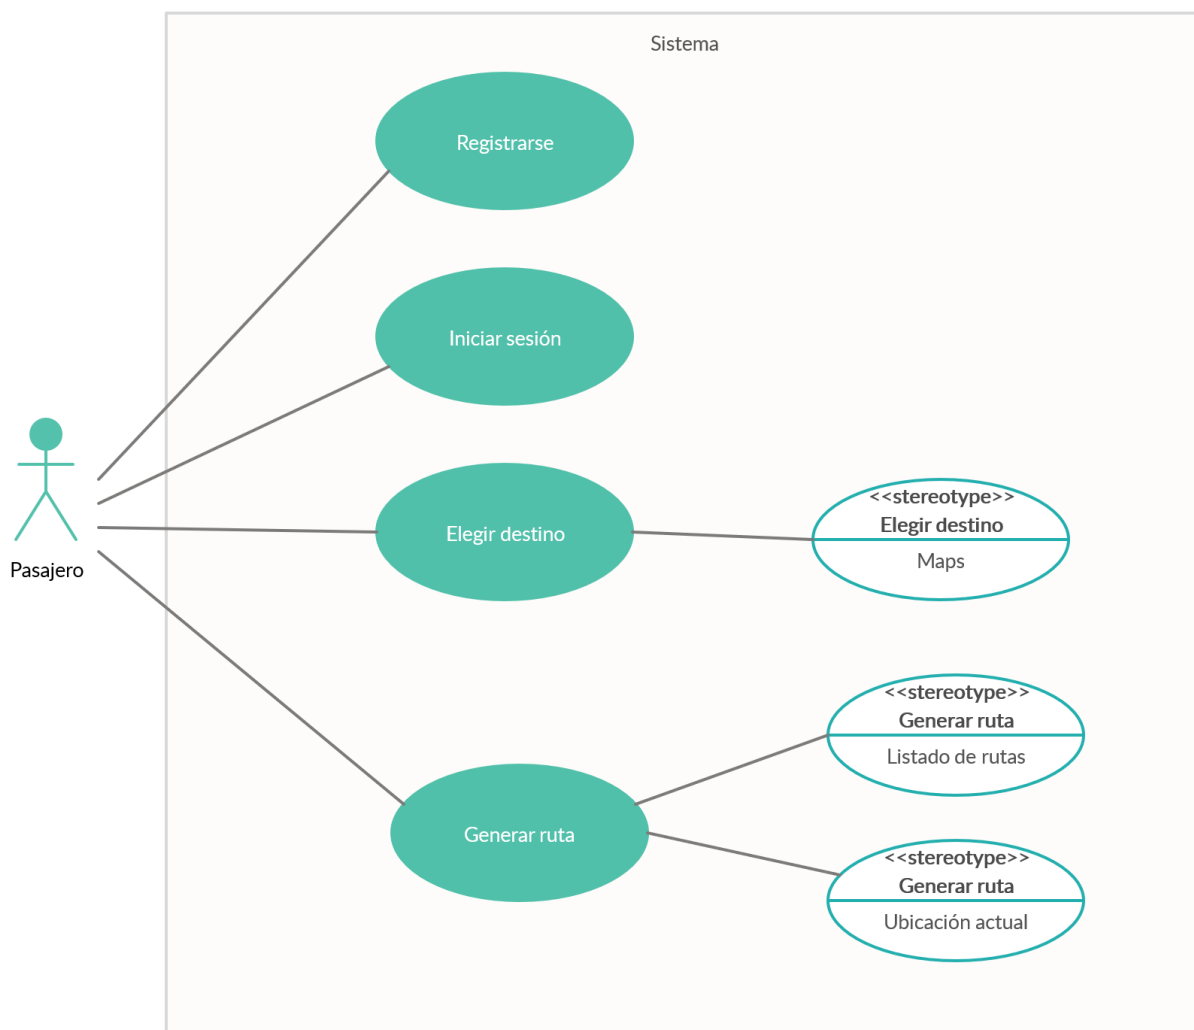 Sistema
Registrarse
Iniciar sesión
Elegir destino
<<stereotype>>
Elegir destino
Maps
Pasajero
<<stereotype>>
Generar ruta
Listado de rutas
Generar ruta
<<stereotype>>
Generar ruta
Ubicación actual